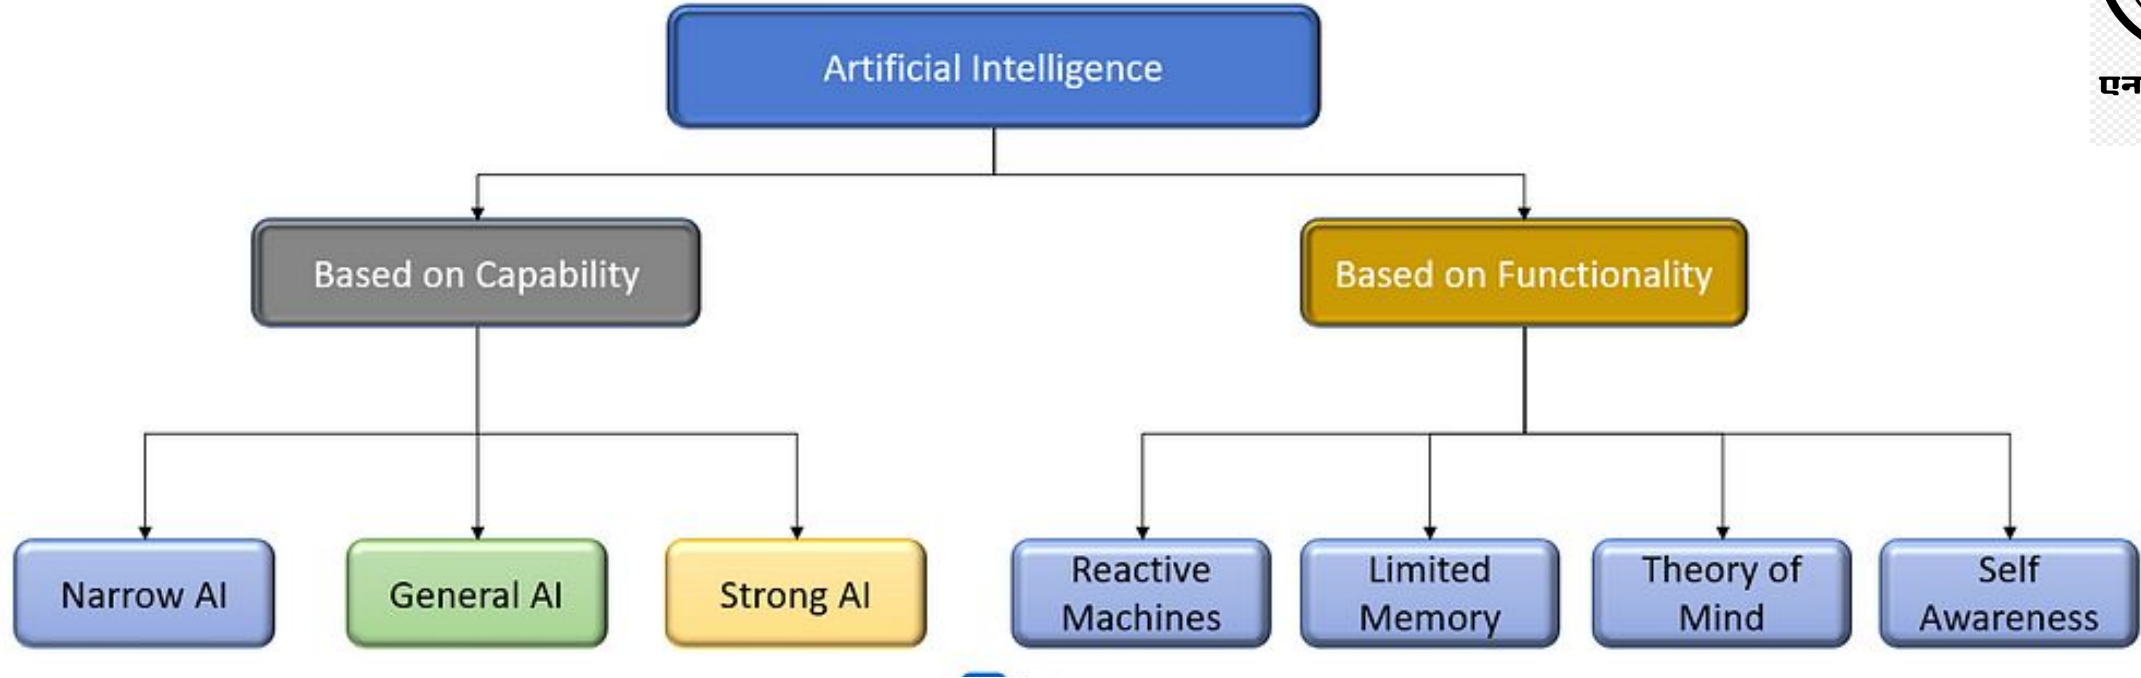 Artificial Intelligence
Based on Capability
Based on Functionality
Narrow AI
General AI
Strong AI
Reactive
Machines
Limited
Memory
Theory of
Mind
Self
Awareness